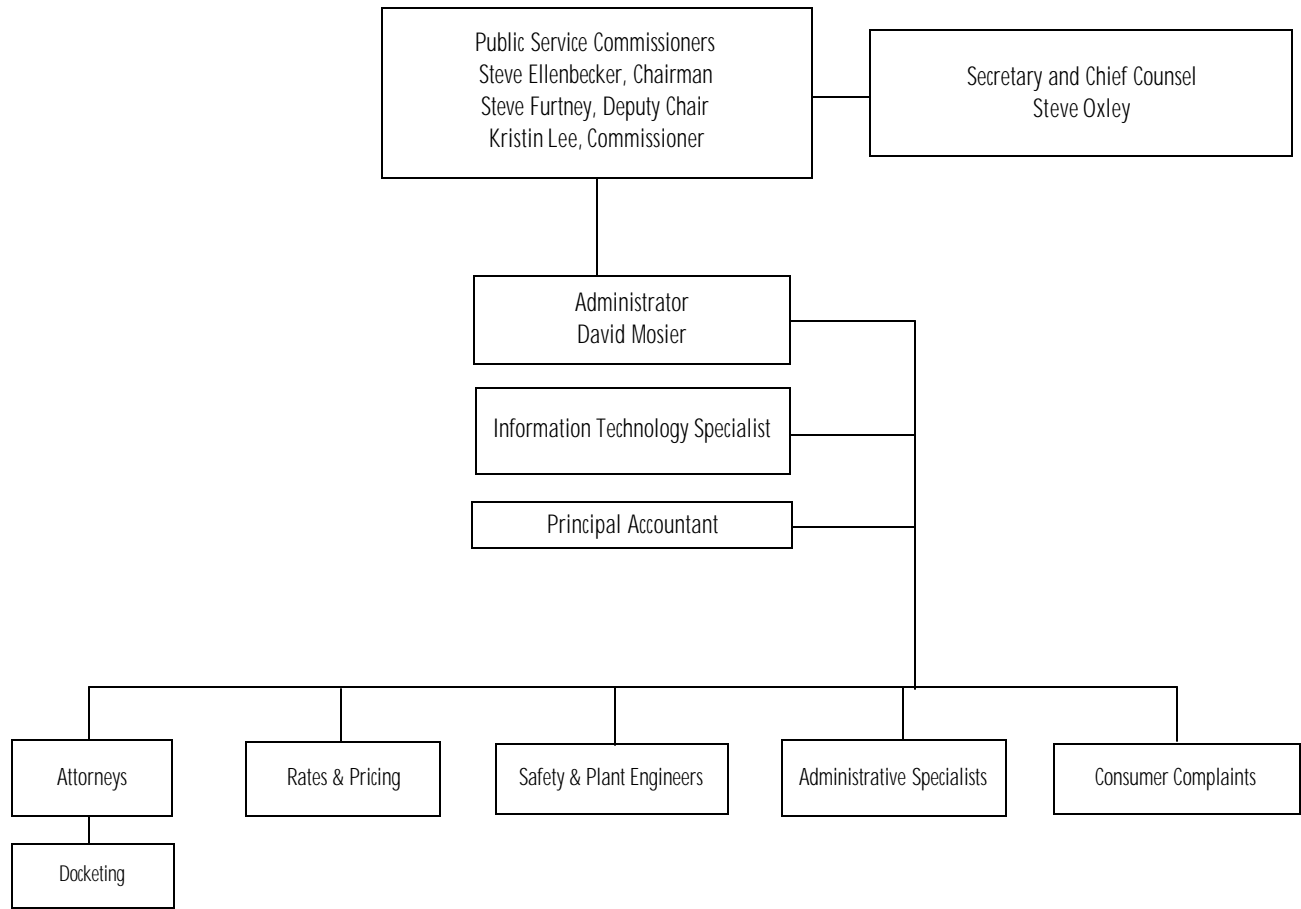 Public Service Commissioners
Steve Ellenbecker, Chairman
Steve Furtney, Deputy Chair
Kristin Lee, Commissioner
Secretary and Chief Counsel
Steve Oxley
Administrator
David Mosier
Information Technology Specialist
Principal Accountant
Attorneys
Rates & Pricing
Safety & Plant Engineers
Administrative Specialists
Consumer Complaints
Docketing